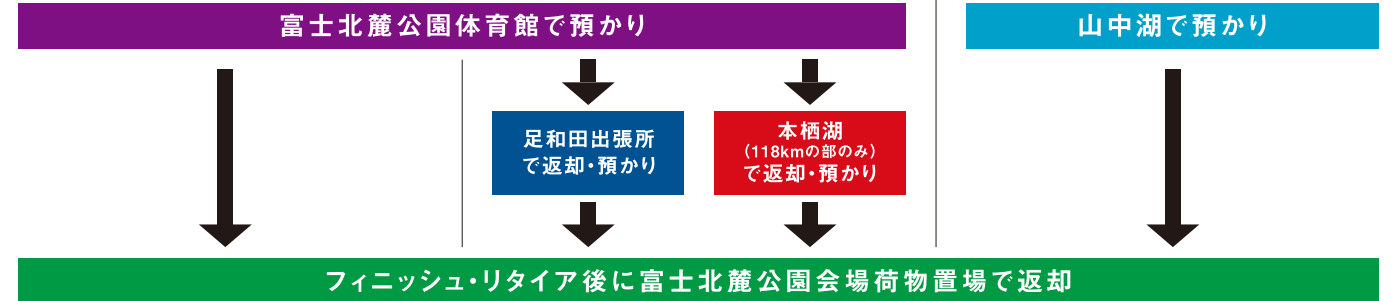 富士北麓公園体育館で預かり
山中湖で預かり
足和田出張所
で返却・預かり
本栖湖
（118kmの部のみ）
で返却・預かり
フィニッシュ・リタイア後に富士北麓公園会場荷物置場で返却